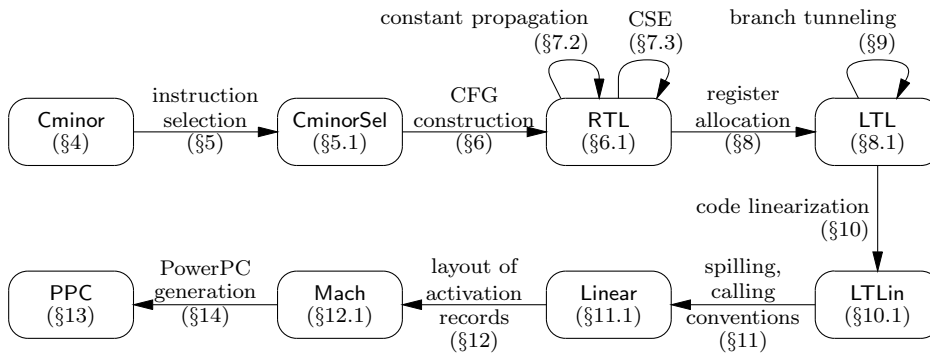 constant propagation
(§7.2)
CSE
(§7.3)
branch tunneling
(§9)
Cminor
(§4)
instruction
selection
(§5)
CminorSel
(§5.1)
CFG
construction
(§6)
RTL
(§6.1)
register
allocation
(§8)
LTL
(§8.1)
code linearization
(§10)
PPC
(§13)
PowerPC
generation
(§14)
Mach
(§12.1)
layout of
activation
records
(§12)
Linear
(§11.1)
spilling,
calling
conventions
(§11)
LTLin
(§10.1)